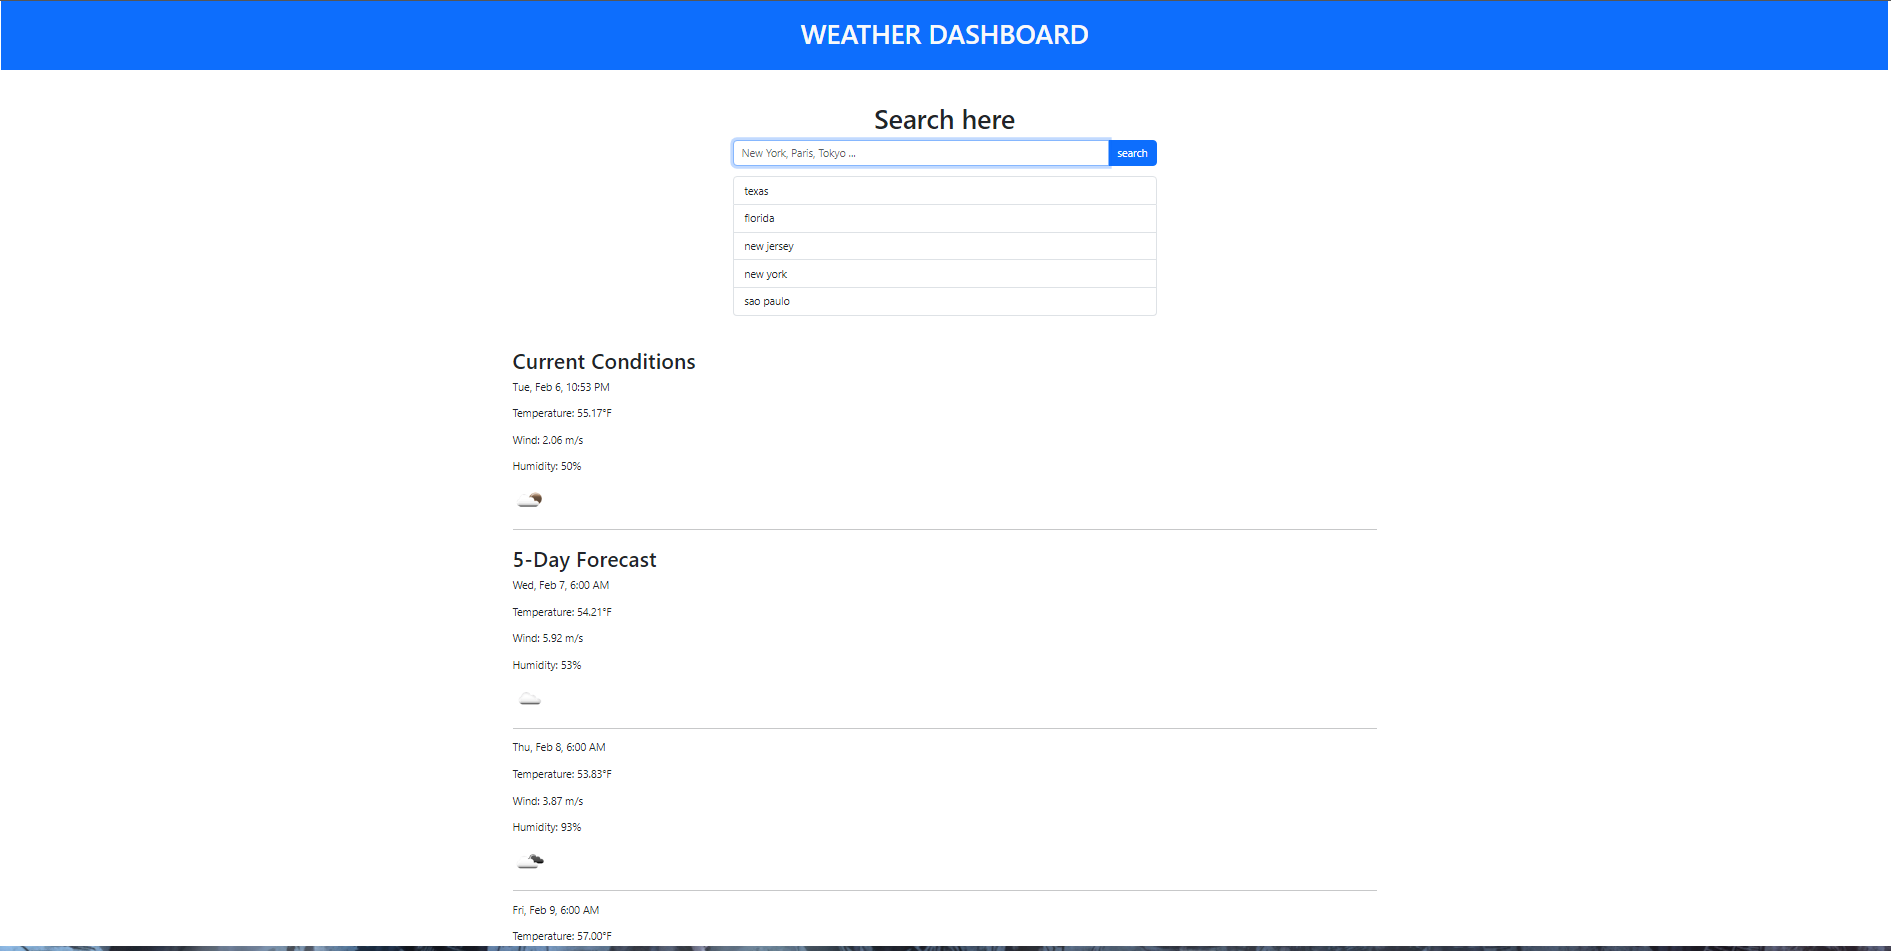 WEATHER DASHBOARD
Search here
New York, Paris, Tokyo ...
search
texas
florida
new jersey
new york
sao paulo
Current Conditions
Tue, Feb 6, 10:53 PM
Temperature: 55.17°F
Wind: 2.06 m/s
Humidity: 50%
5-Day Forecast
Wed, Feb 7, 6:00 AM
Temperature: 54.21°F
Wind: 5.92 m/s
Humidity: 53%
Thu, Feb 8, 6:00 AM
Temperature: 53.83°F
Wind: 3.87 m/s
Humidity: 93%
Fri, Feb 9, 6:00 AM
Temperature: 57.00°F